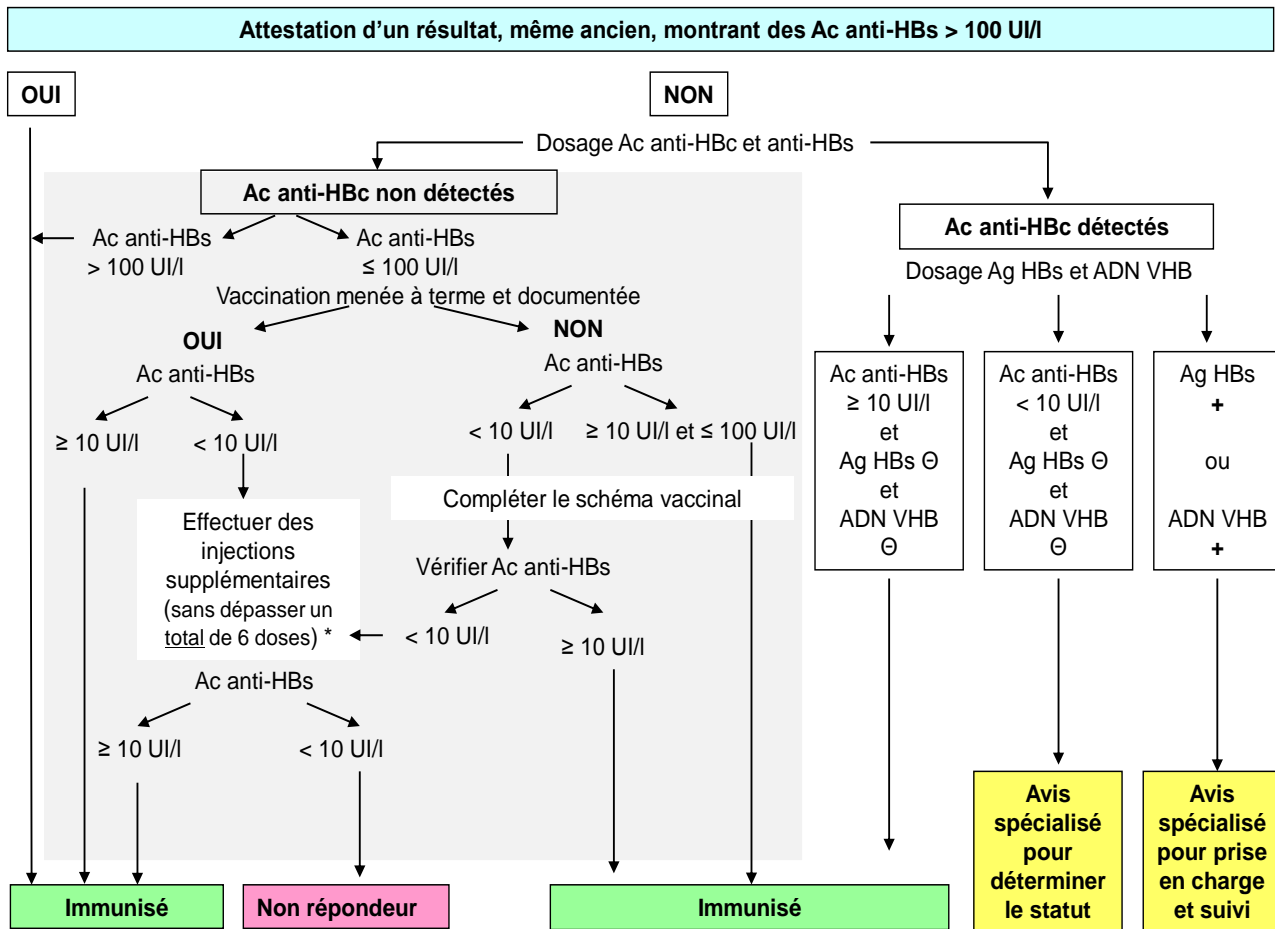 Attestation d’un résultat, même ancien, montrant des Ac anti-HBs > 100 UI/l
OUI
NON
Dosage Ac anti-HBc et anti-HBs
Ac anti-HBc non détectés
Ac anti-HBs
> 100 UI/l
Ac anti-HBs
≤ 100 UI/l
Vaccination menée à terme et documentée
OUI
Ac anti-HBs
≥ 10 UI/l
< 10 UI/l
Effectuer des
injections
supplémentaires
(sans dépasser un
total de 6 doses) *
Ac anti-HBs
≥ 10 UI/l
< 10 UI/l
NON
Ac anti-HBs
< 10 UI/l
≥ 10 UI/l et ≤ 100 UI/l
Compléter le schéma vaccinal
Vérifier Ac anti-HBs
< 10 UI/l
≥ 10 UI/l
Ac anti-HBc détectés
Dosage Ag HBs et ADN VHB
Ac anti-HBs
≥ 10 UI/l
et
Ag HBs Θ
et
ADN VHB
Θ
Ac anti-HBs
< 10 UI/l
et
Ag HBs Θ
et
ADN VHB
Θ
Ag HBs
+
ou
ADN VHB
+
Immunisé
Non répondeur
Immunisé
Avis
spécialisé
pour
déterminer
le statut
Avis
spécialisé
pour prise
en charge
et suivi